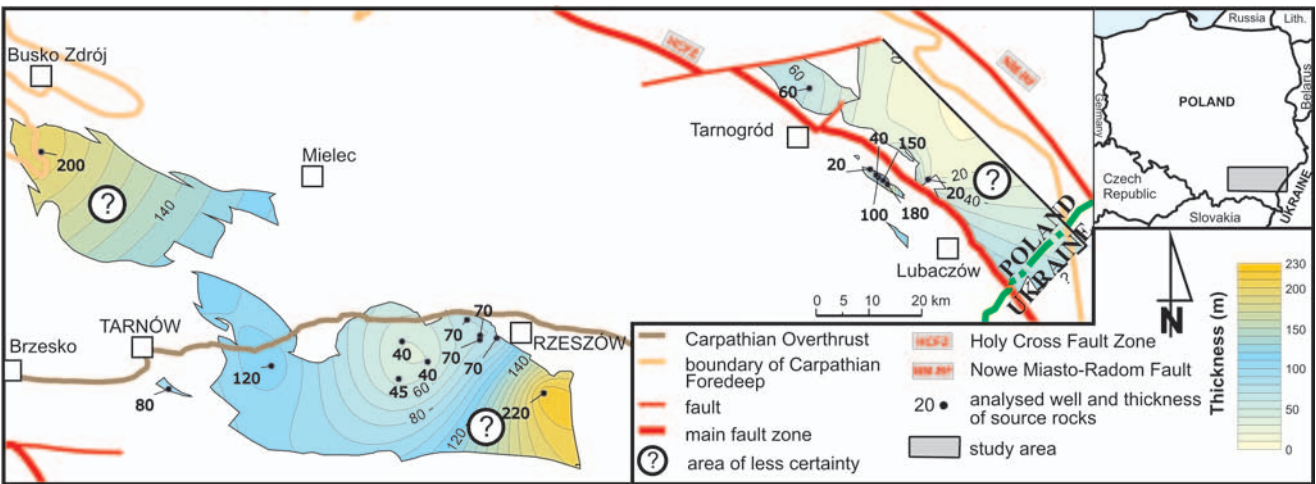 Busko Zdrój
200
?
140
Mielec
TARNÓW
Brzesko
80
120
40
45
40
60
80
120
70
70
70
70
RZESZÓW
140
220
?
60
60
Tarnogród
40
150
20
100
180
20
20
40
?
Lubaczów
POLAND
UKRAINE
?
0 5 10 20 km
Russia
Lith.
Belarus
Germany
POLAND
Czech
Republic
Slovakia
UKRAINE
N
Thickness (m)
230
200
150
100
50
0
Carpathian Overthrust
boundary of Carpathian
Foredeep
fault
main fault zone
? area of less certainty
HCFZ Holy Cross Fault Zone
Nowe Miasto-Radom Fault
20 analysed well and thickness
of source rocks
study area